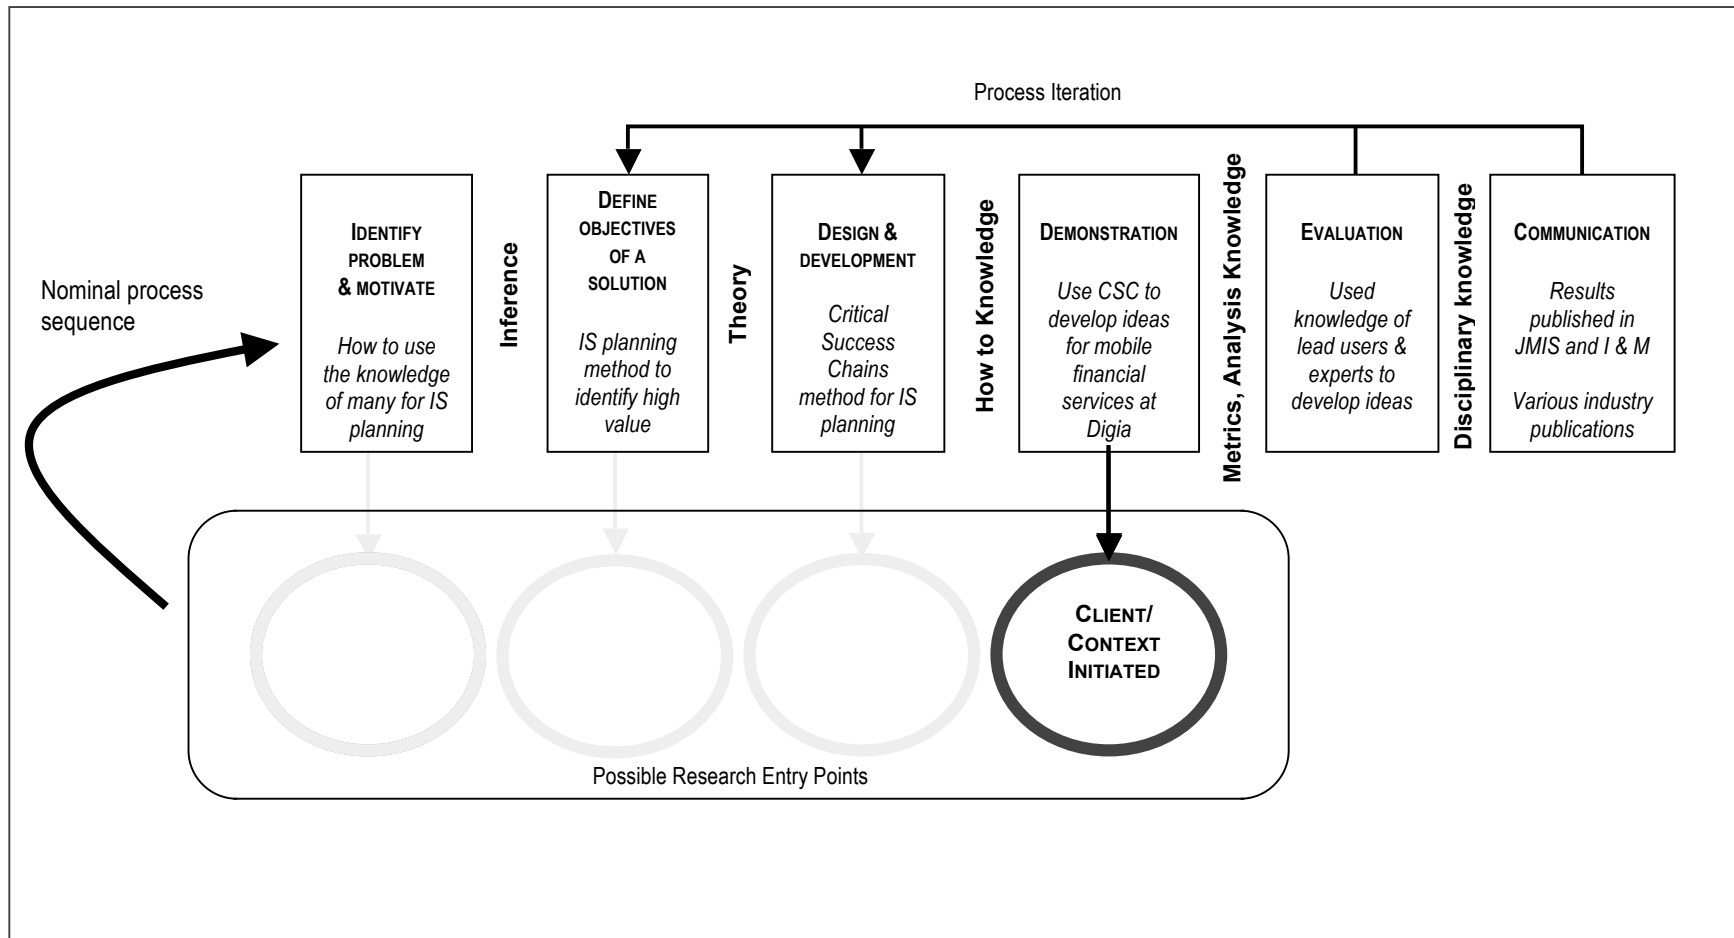 Process Iteration
Nominal process
sequence
IDENTIFY
PROBLEM
& MOTIVATE
How to use
the knowledge
of many for IS
planning
Inference
DEFINE
OBJECTIVES
OF A
SOLUTION
IS planning
method to
identify high
value
Theory
DESIGN &
DEVELOPMENT
Critical
Success
Chains
method for IS
planning
How to Knowledge
DEMONSTRATION
Use CSC to
develop ideas
for mobile
financial
services at
Digia
Metrics, Analysis Knowledge
EVALUATION
Used
knowledge of
lead users &
experts to
develop ideas
Disciplinary knowledge
COMMUNICATION
Results
published in
JMIS and I & M
Various industry
publications
CLIENT/
CONTEXT
INITIATED
Possible Research Entry Points